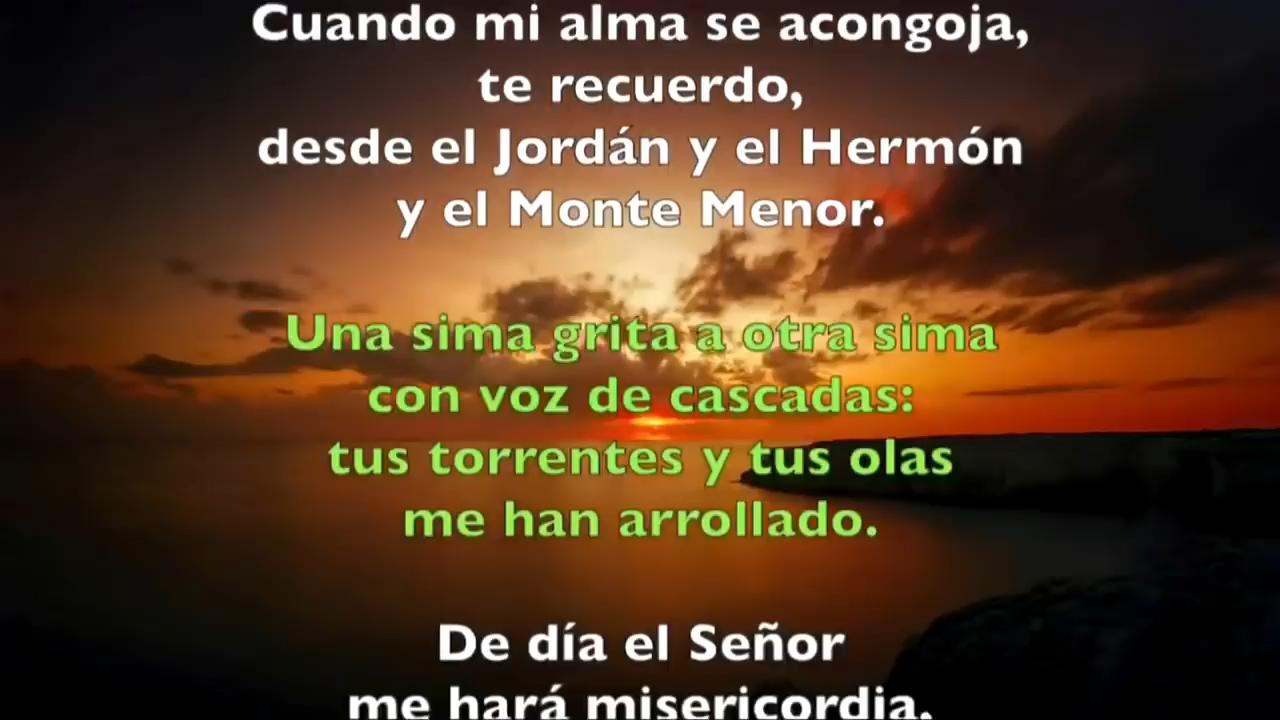 Cuando mi alma se acongoja,
te recuerdo,
desde el Jordán y el Hermón
y el Monte Menor.
Una sima grita a otra sima
con voz de cascadas:
tus torrentes y tus olas
me han arrollado.
De día el Señor
me hará misericordia,